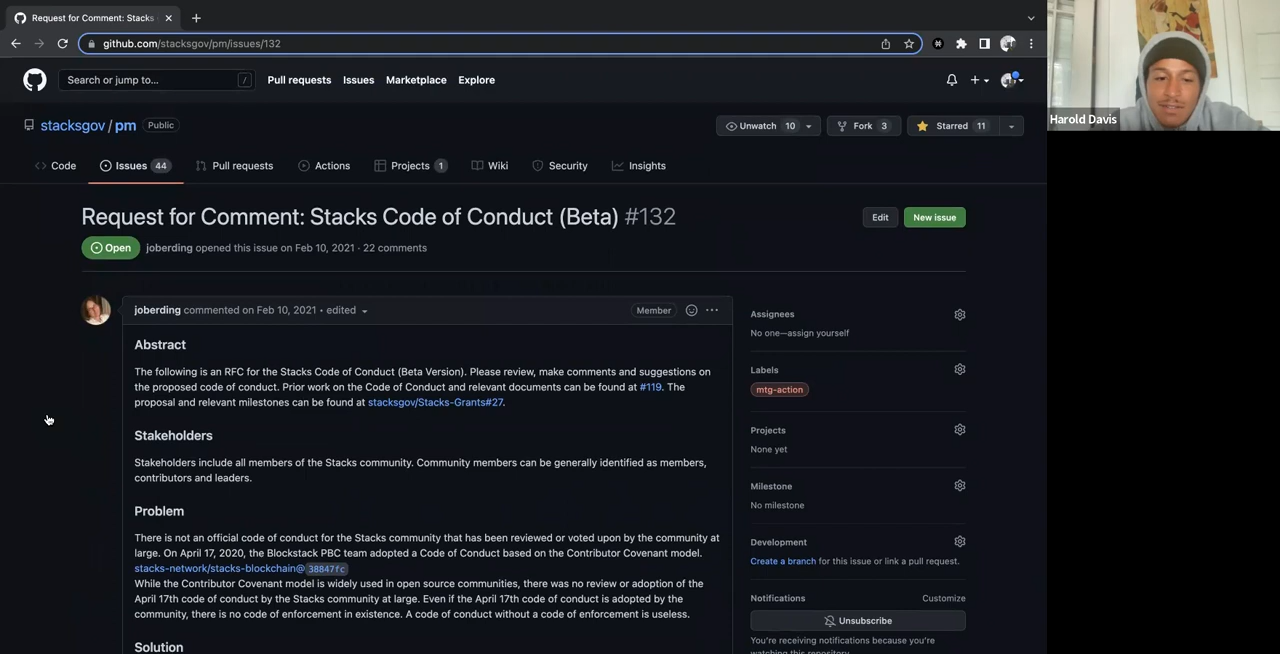 Request for Comment: Stacks
github.com/stacksgov/pm/issues/132
Search or jump to... /
Pull requests Issues Marketplace Explore
Harold Davis
stacksgov / pm Public
Unwatch 10 Fork 3 Starred 11
Code Issues 44 Pull requests Actions Projects 1 Wiki Security Insights
Request for Comment: Stacks Code of Conduct (Beta) #132
Edit New issue
Open joberding opened this issue on Feb 10, 2021 · 22 comments
joberding commented on Feb 10, 2021 • edited Member
Abstract
The following is an RFC for the Stacks Code of Conduct (Beta Version). Please review, make comments and suggestions on
the proposed code of conduct. Prior work on the Code of Conduct and relevant documents can be found at #119. The
proposal and relevant milestones can be found at stacksgov/Stacks-Grants#27.
Stakeholders
Stakeholders include all members of the Stacks community. Community members can be generally identified as members,
contributors and leaders.
Problem
There is not an official code of conduct for the Stacks community that has been reviewed or voted upon by the community at
large. On April 17, 2020, the Blockstack PBC team adopted a Code of Conduct based on the Contributor Covenant model.
stacks-network/stacks-blockchain@ 38847fc
While the Contributor Covenant model is widely used in open source communities, there was no review or adoption of the
April 17th code of conduct by the Stacks community at large. Even if the April 17th code of conduct is adopted by the
community, there is no code of enforcement in existence. A code of conduct without a code of enforcement is useless.
Solution
Assignees
No one—assign yourself
Labels
mtg-action
Projects
None yet
Milestone
No milestone
Development
Create a branch for this issue or link a pull request.
Notifications Customize
Unsubscribe
You're receiving notifications because you're
watching this repository.